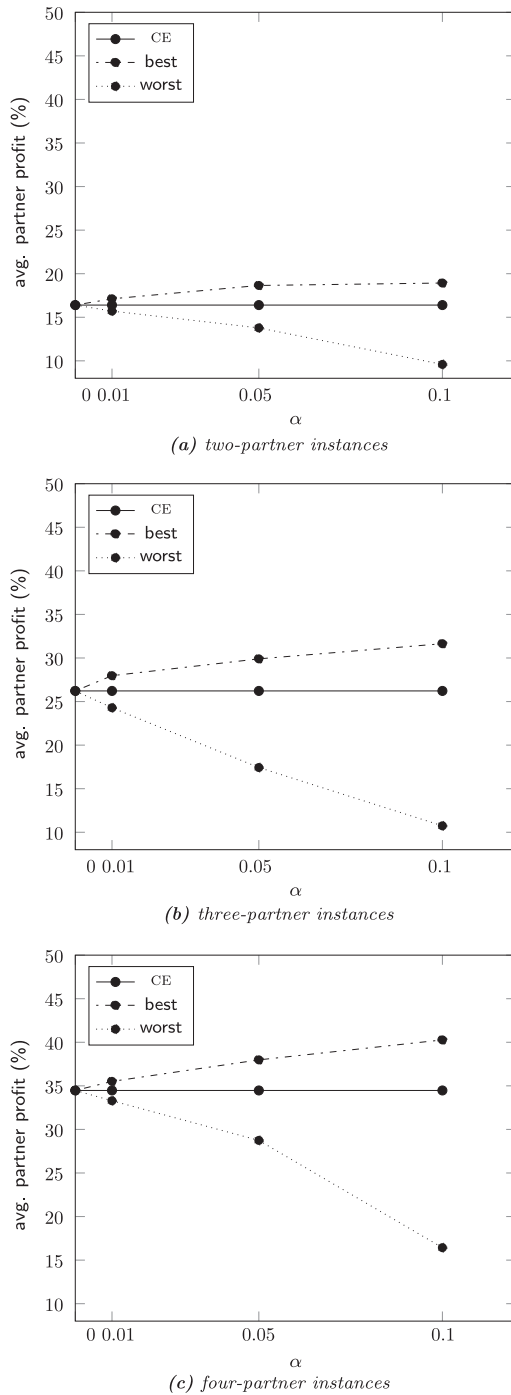 50
45
40
35
30
25
20
15
10
avg. partner profit (%)
CE
best
worst
0 0.01 0.05 0.1
α
(a) two-partner instances
50
45
40
35
30
25
20
15
10
avg. partner profit (%)
CE
best
worst
0 0.01 0.05 0.1
α
(b) three-partner instances
50
45
40
35
30
25
20
15
10
avg. partner profit (%)
CE
best
worst
0 0.01 0.05 0.1
α
(c) four-partner instances